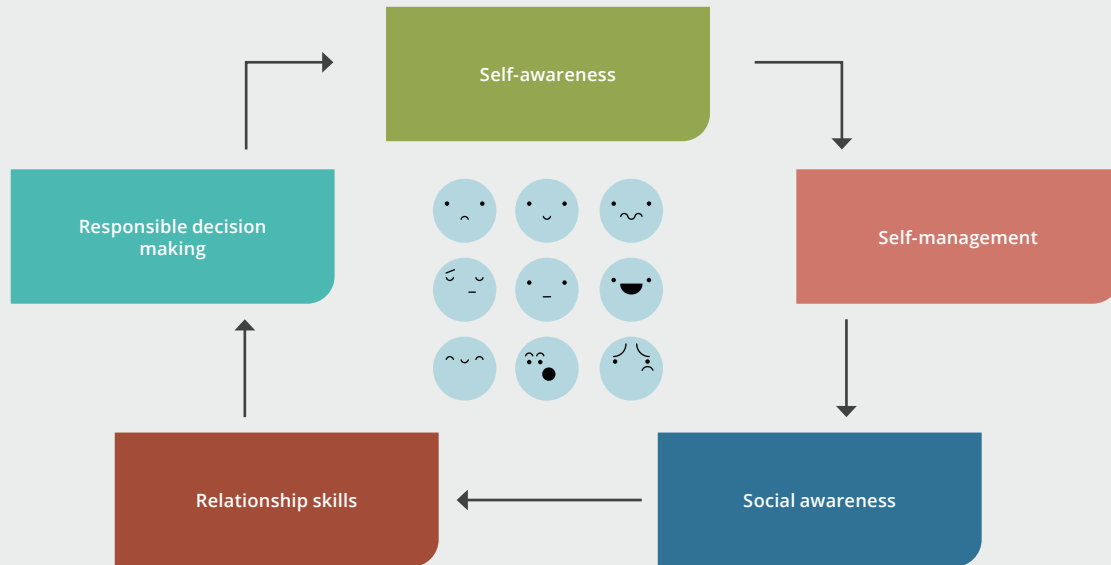 Self-awareness
Self-management
Social awareness
Relationship skills
Responsible decision
making